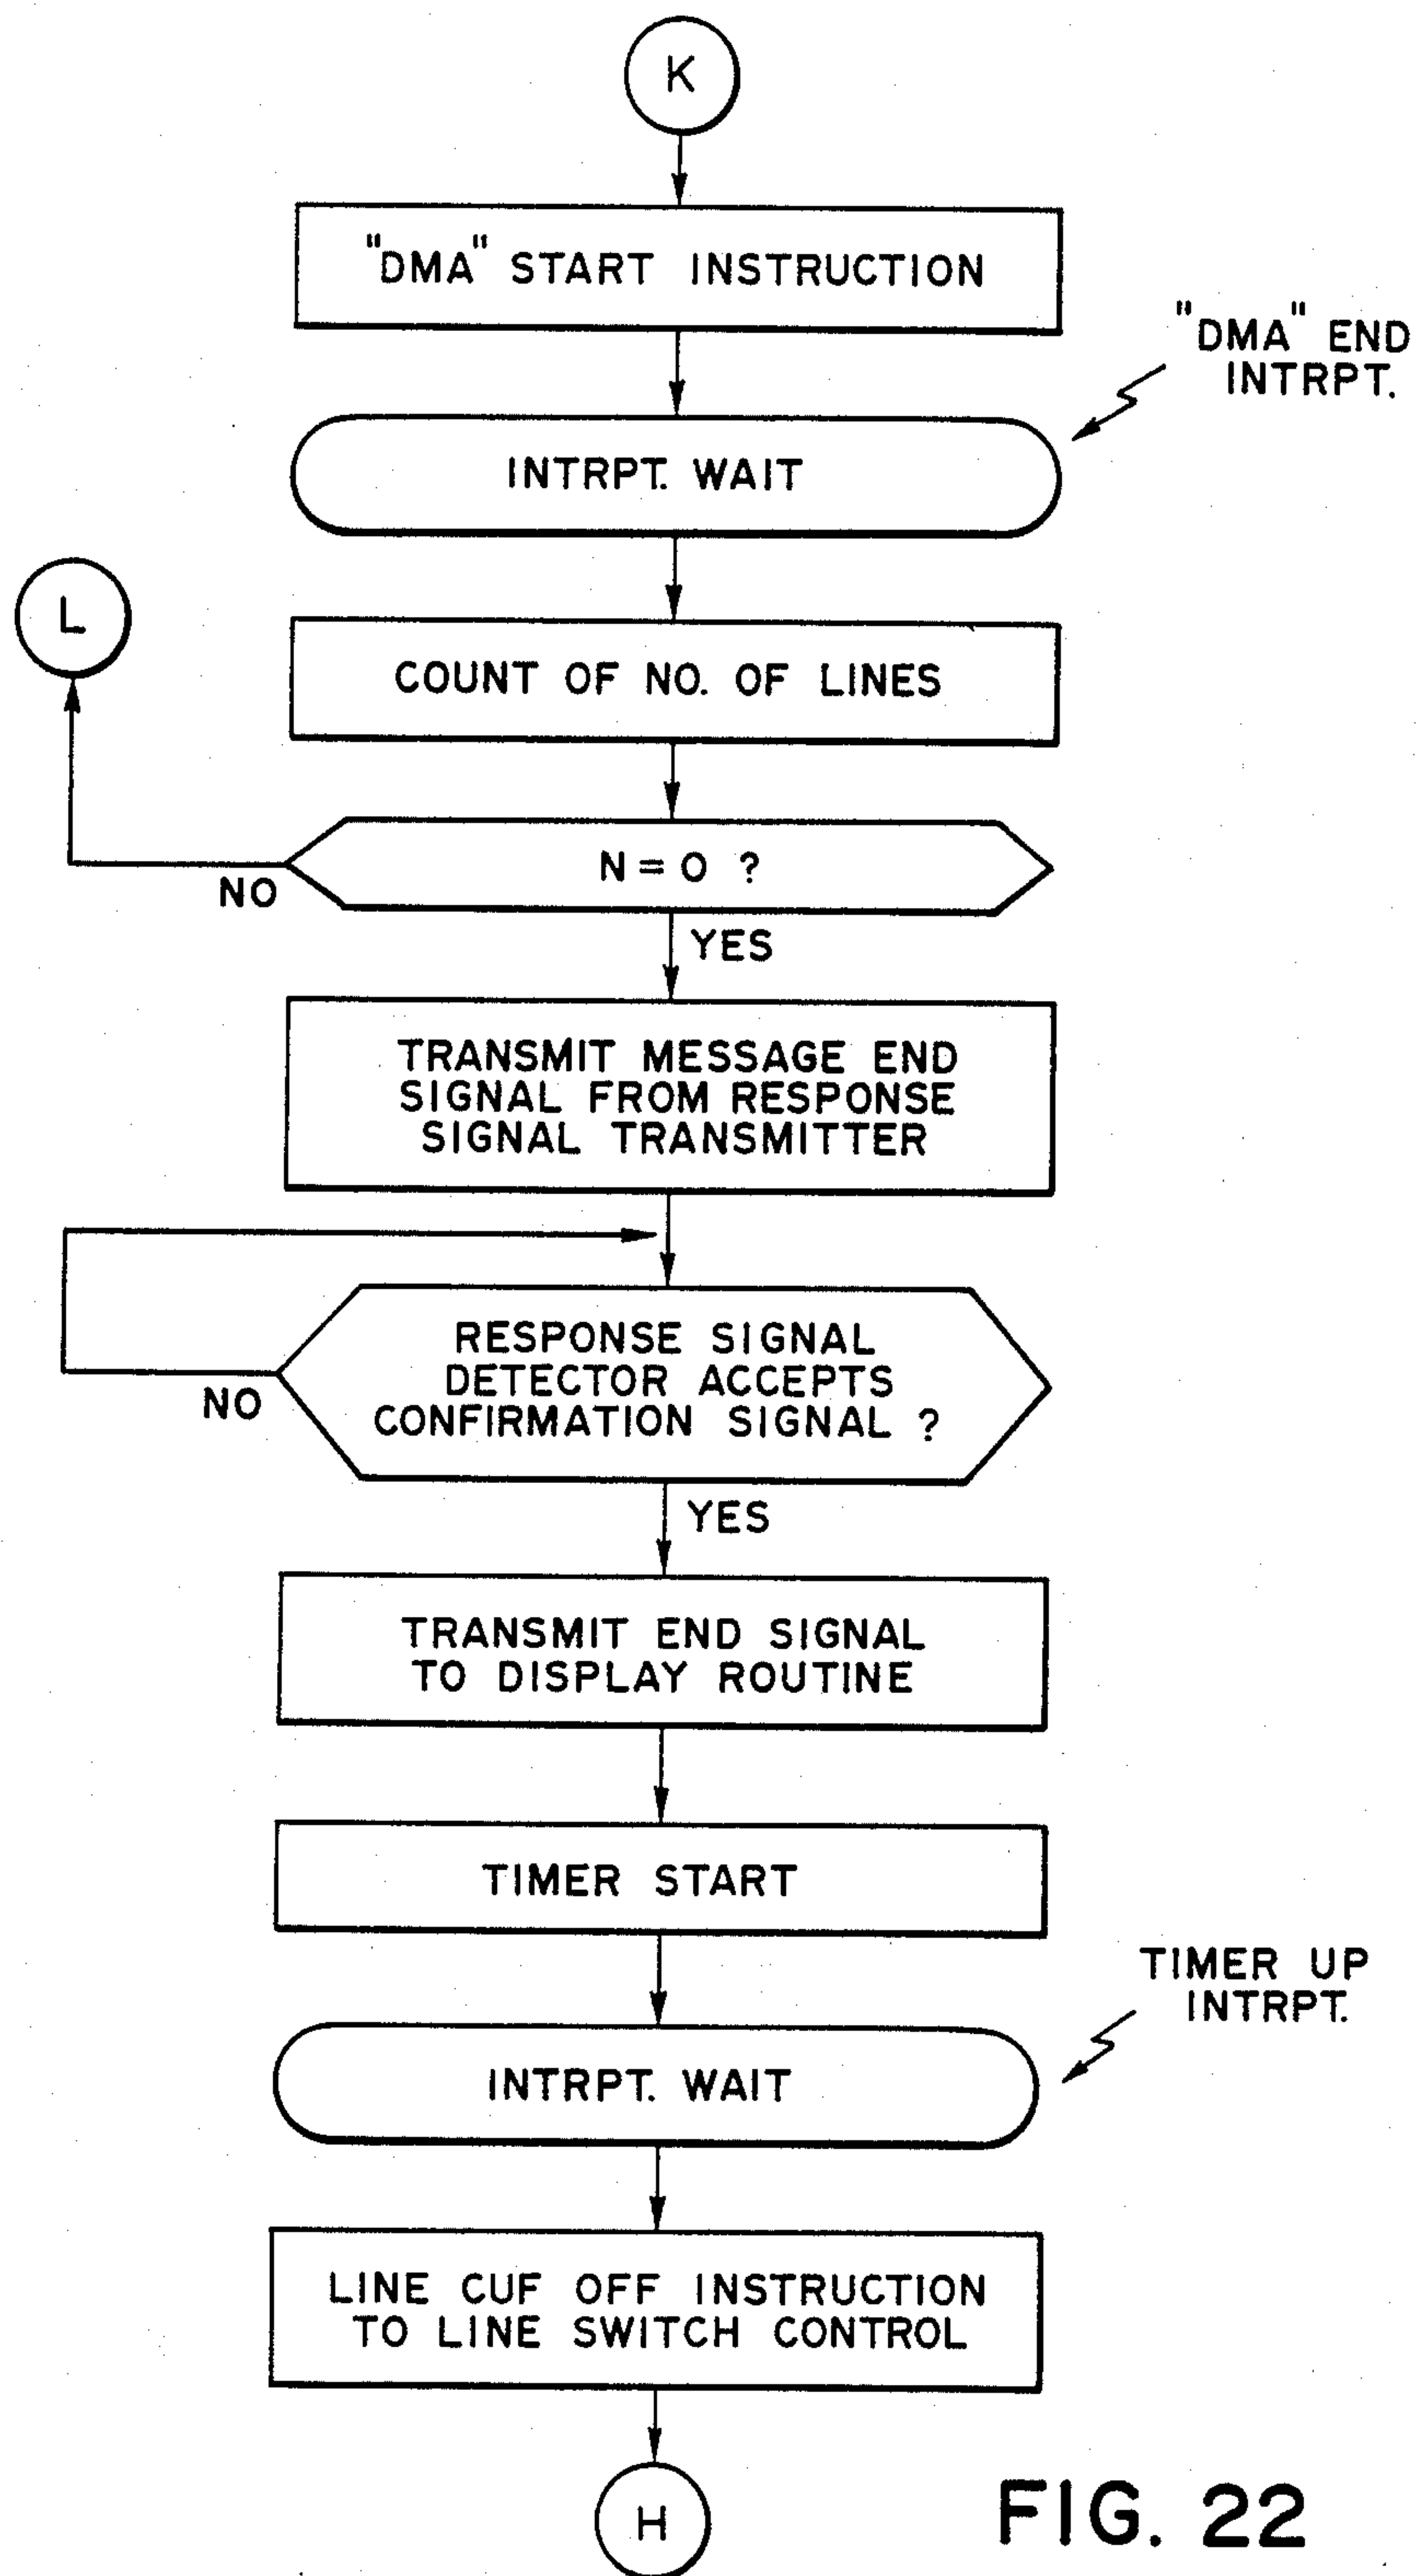 K
"DMA" START INSTRUCTION
"DMA" END
INTRPT.
INTRPT. WAIT
L
COUNT OF NO. OF LINES
N = O ?
NO
YES
TRANSMIT MESSAGE END
SIGNAL FROM RESPONSE
SIGNAL TRANSMITTER
RESPONSE SIGNAL
DETECTOR ACCEPTS
CONFIRMATION SIGNAL ?
NO
YES
TRANSMIT END SIGNAL
TO DISPLAY ROUTINE
TIMER START
TIMER UP
INTRPT.
INTRPT. WAIT
LINE CUF OFF INSTRUCTION
TO LINE SWITCH CONTROL
H
FIG. 22